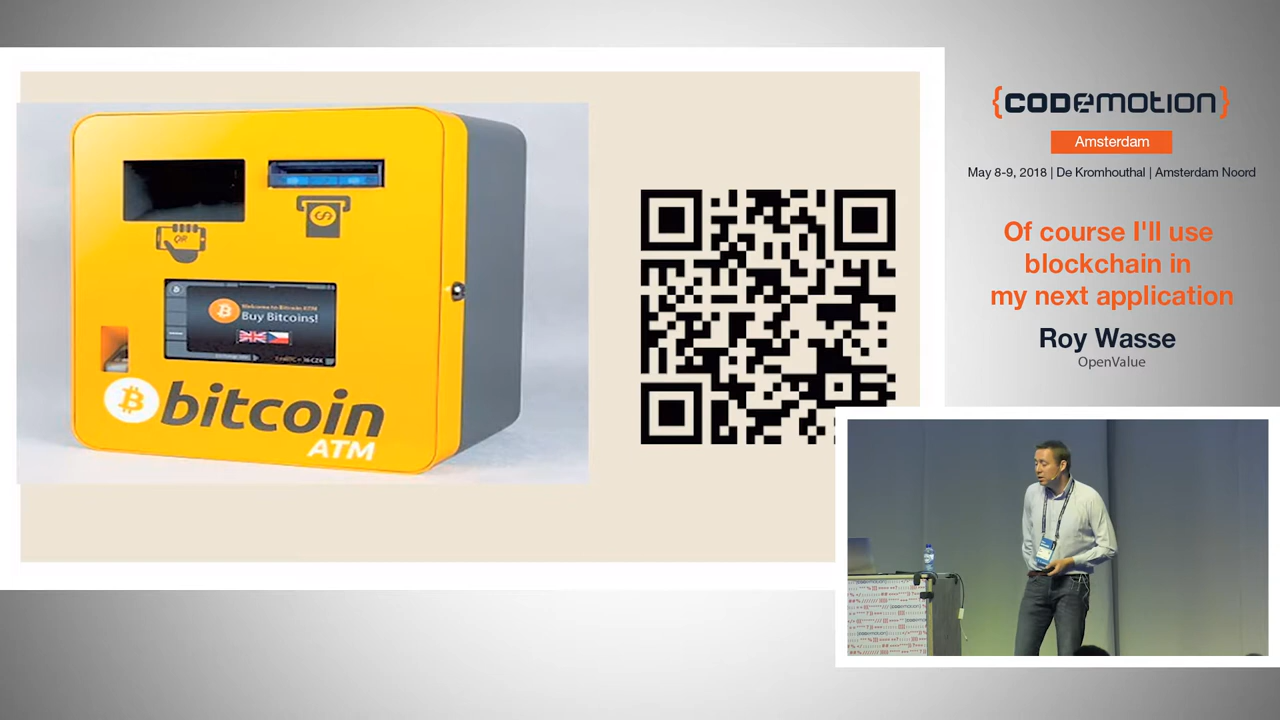 OR
Welcome to Bitcoin ATM
Buy Bitcoins!
bitcoin
ATM
{CODEMOTION}
Amsterdam
May 8-9, 2018 | De Kromhouthal | Amsterdam Noord
Of course I'll use
blockchain in
my next application
Roy Wasse
OpenValue